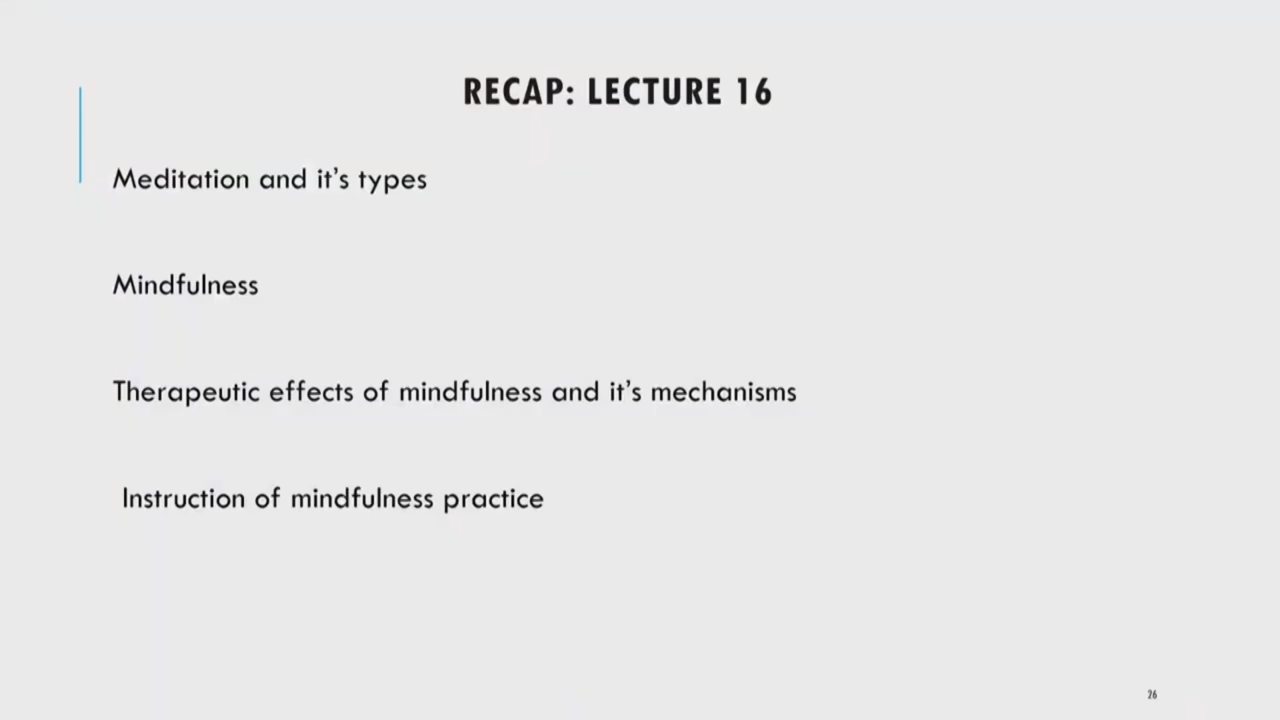 RECAP: LECTURE 16
Meditation and it's types
Mindfulness
Therapeutic effects of mindfulness and it's mechanisms
Instruction of mindfulness practice
26